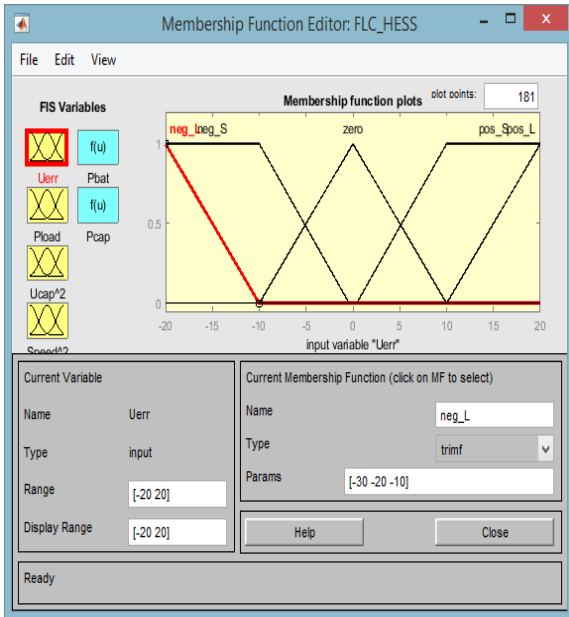 Membership Function Editor: FLC_HESS
File Edit View
FIS Variables
Uerr
f(u)
Pbat
Pload
f(u)
Pcap
Ucap^2
Speed^2
Membership function plots
plot points:
181
neg_L neg_S zero pos_S pos_L
1
0.5
0
-20 -15 -10 -5 0 5 10 15 20
input variable "Uerr"
Current Variable
Name Uerr
Type input
Range [-20 20]
Display Range [-20 20]
Current Membership Function (click on MF to select)
Name neg_L
Type trimf
Params [-30 -20 -10]
Help Close
Ready